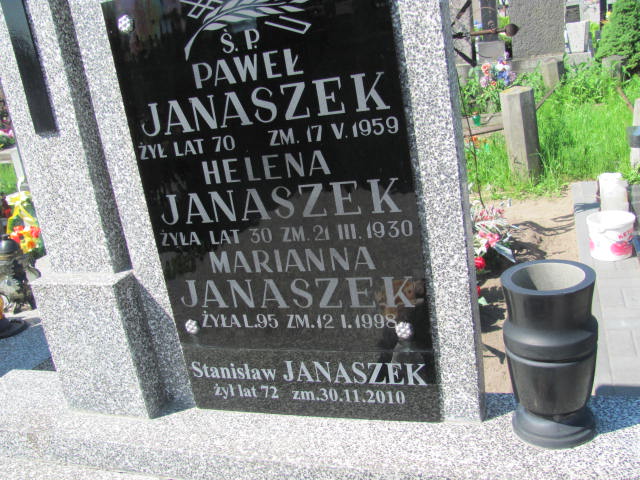 Ś.P.
PAWEŁ
JANASZEK
ŻYŁ LAT 70 ZM. 17 V. 1959
HELENA
JANASZEK
ŻYŁA LAT 30 ZM. 21 III. 1930
MARIANNA
JANASZEK
ŻYŁA L. 95 ZM. 12 I. 1998
Stanisław JANASZEK
żył lat 72 zm.30.11.2010